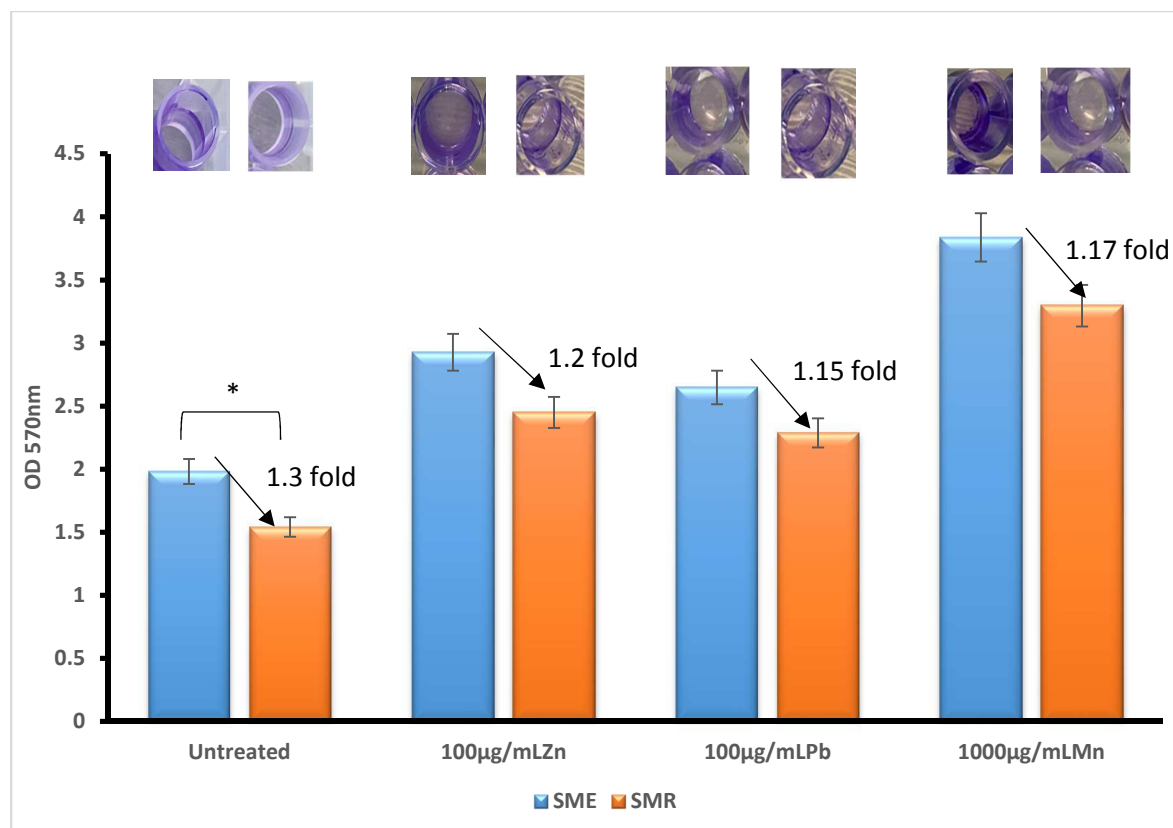 4.5
4
3.5
3
2.5
2
1.5
1
0.5
0
OD 570nm
*
1.3 fold
1.2 fold
1.15 fold
1.17 fold
Untreated
100µg/mLZn
100µg/mLPb
1000µg/mLMn
SME
SMR